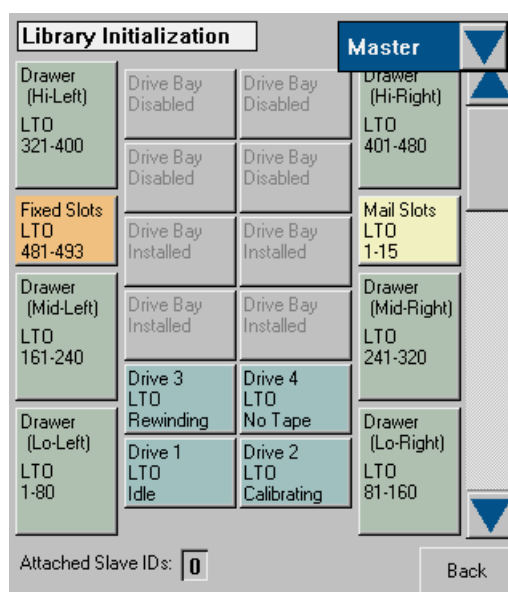 Library Initialization
Master
Drawer
(Hi-Left)
LTO
321-400
Drive Bay
Disabled
Drive Bay
Disabled
Drawer
(Hi-Right)
LTO
401-480
Drive Bay
Disabled
Drive Bay
Disabled
Fixed Slots
LTO
481-493
Drive Bay
Installed
Drive Bay
Installed
Mail Slots
LTO
1-15
Drawer
(Mid-Left)
LTO
161-240
Drive Bay
Installed
Drive Bay
Installed
Drawer
(Mid-Right)
LTO
241-320
Drive 3
LTO
Rewinding
Drive 4
LTO
No Tape
Drawer
(Lo-Left)
LTO
1-80
Drive 1
LTO
Idle
Drive 2
LTO
Calibrating
Drawer
(Lo-Right)
LTO
81-160
Attached Slave IDs: 0
Back